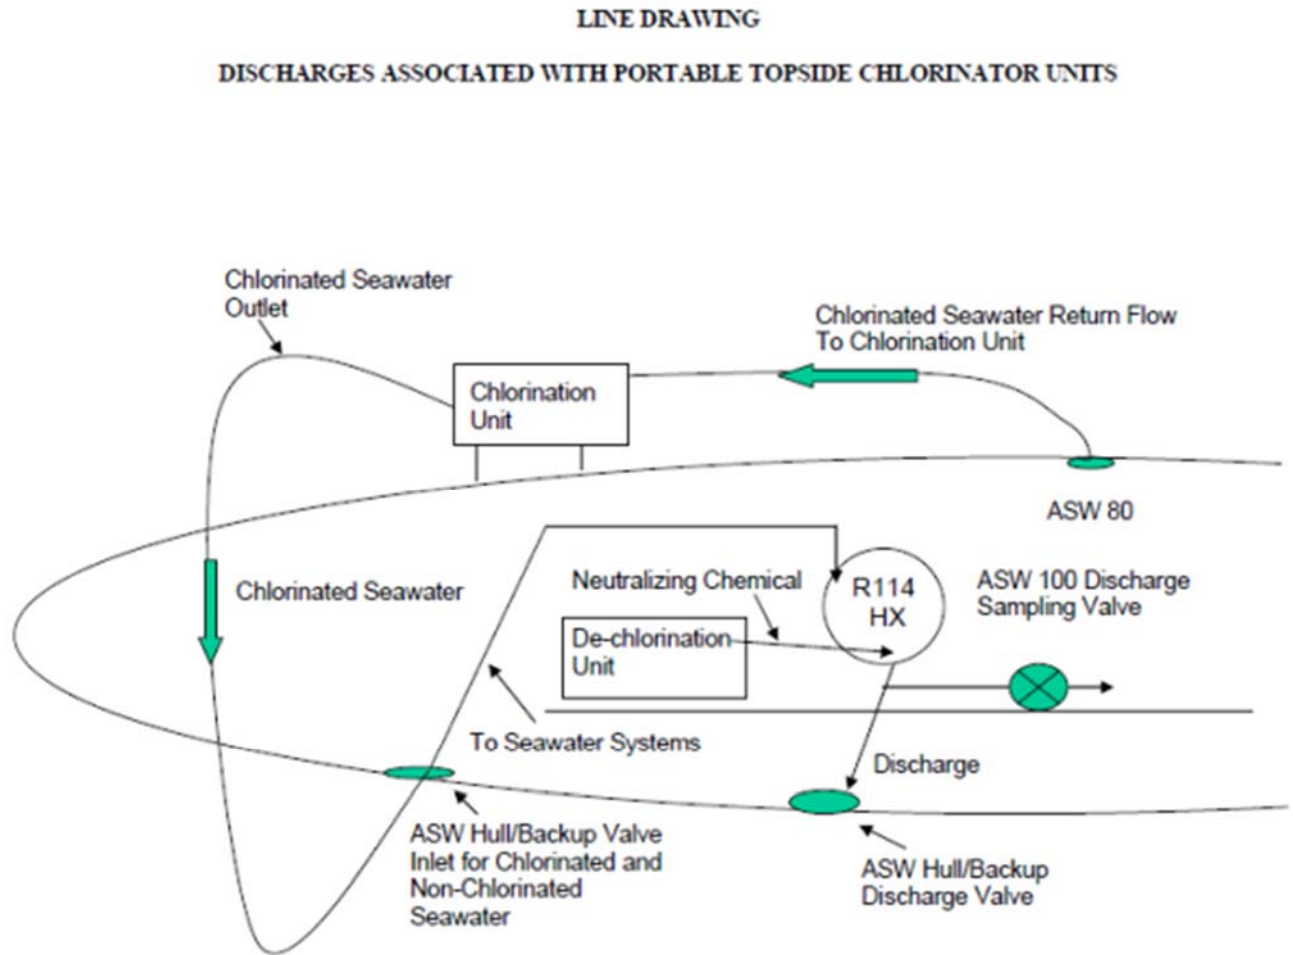 LINE DRAWING
DISCHARGES ASSOCIATED WITH PORTABLE TOPSIDE CHLORINATOR UNITS
Chlorinated Seawater
Outlet
Chlorinated Seawater Return Flow
To Chlorination Unit
Chlorination
Unit
ASW 80
Chlorinated Seawater
Neutralizing Chemical
R114
HX
ASW 100 Discharge
Sampling Valve
De-chlorination
Unit
To Seawater Systems
Discharge
ASW Hull/Backup Valve
Inlet for Chlorinated and
Non-Chlorinated
Seawater
ASW Hull/Backup
Discharge Valve